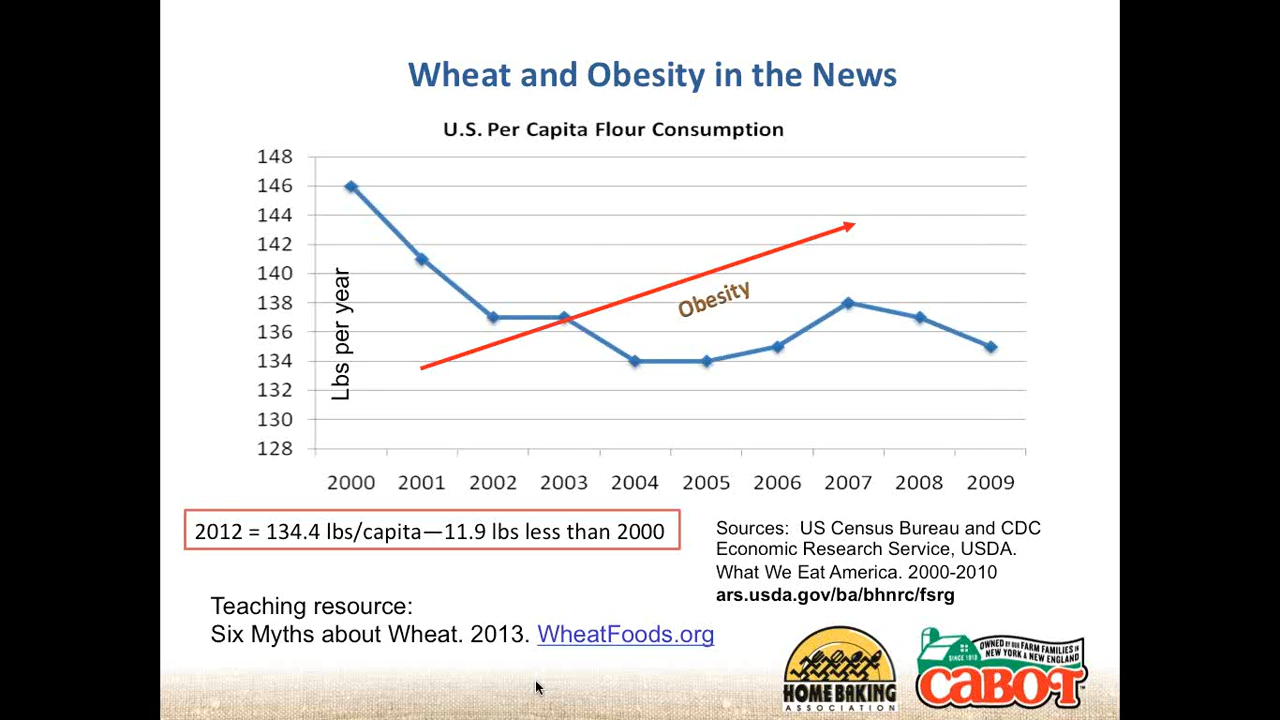 Wheat and Obesity in the News
U.S. Per Capita Flour Consumption
148
146
144
142
140
138
136
134
132
130
128
Lbs per year
Obesity
2000 2001 2002 2003 2004 2005 2006 2007 2008 2009
2012 = 134.4 lbs/capita—11.9 lbs less than 2000
Sources:  US Census Bureau and CDC
Economic Research Service, USDA.
What We Eat America. 2000-2010
ars.usda.gov/ba/bhnrc/fsrg
Teaching resource:
Six Myths about Wheat. 2013. WheatFoods.org
HOME BAKING
ASSOCIATION
SINCE 1919
OWNED BY OUR FARM FAMILIES IN
NEW YORK & NEW ENGLAND
CABOT